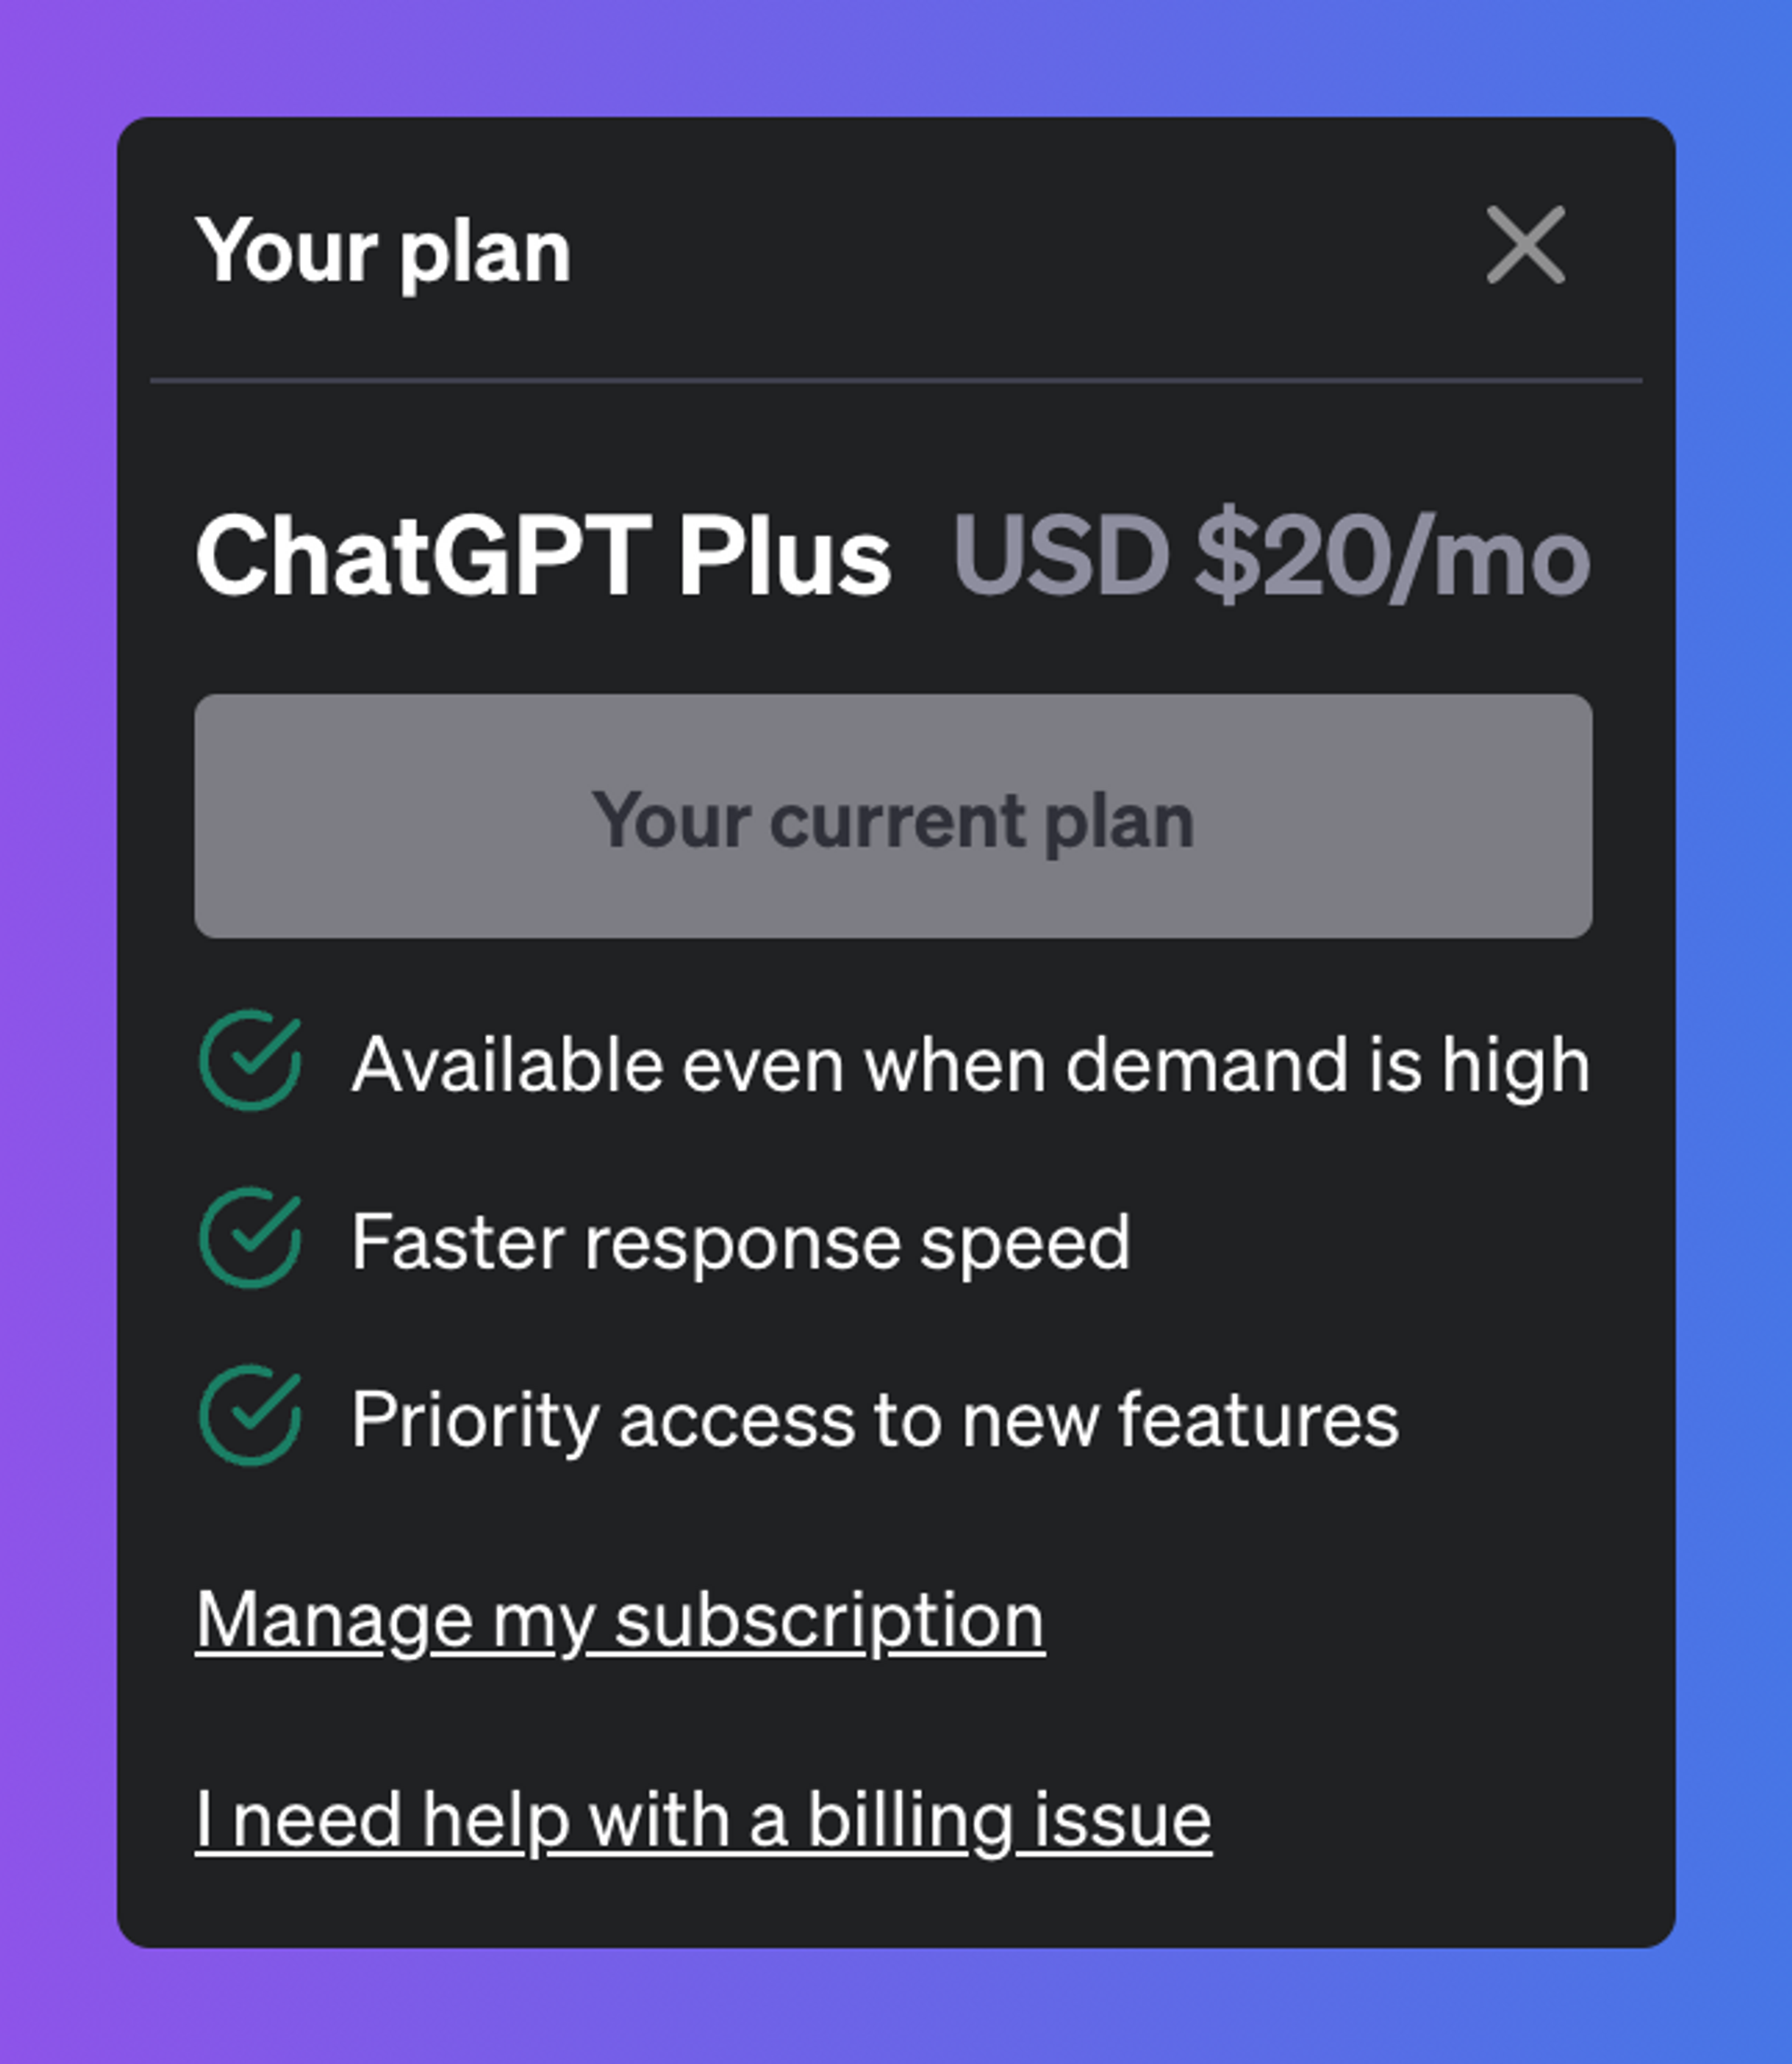 Your plan
ChatGPT Plus USD $20/mo
Your current plan
Available even when demand is high
Faster response speed
Priority access to new features
Manage my subscription
I need help with a billing issue